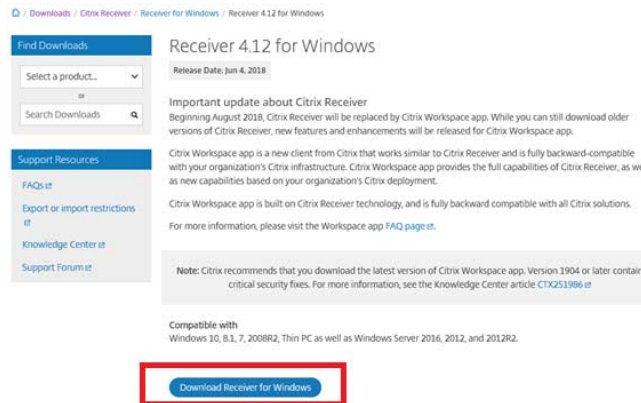 / Downloads / Citrix Receiver / Receiver for Windows / Receiver 4.12 for Windows
Find Downloads
Select a product...
or
Search Downloads
Support Resources
FAQs
Export or import restrictions
Knowledge Center
Support Forum
Receiver 4.12 for Windows
Release Date: Jun 4, 2018
Important update about Citrix Receiver
Beginning August 2018, Citrix Receiver will be replaced by Citrix Workspace app. While you can still download older
versions of Citrix Receiver, new features and enhancements will be released for Citrix Workspace app.
Citrix Workspace app is a new client from Citrix that works similar to Citrix Receiver and is fully backward-compatible
with your organization's Citrix infrastructure. Citrix Workspace app provides the full capabilities of Citrix Receiver, as we
as new capabilities based on your organization's Citrix deployment.
Citrix Workspace app is built on Citrix Receiver technology, and is fully backward compatible with all Citrix solutions.
For more information, please visit the Workspace app FAQ page.
Note: Citrix recommends that you download the latest version of Citrix Workspace app. Version 1904 or later contain
critical security fixes. For more information, see the Knowledge Center article CTX251986
Compatible with
Windows 10, 8.1, 7, 2008R2, Thin PC as well as Windows Server 2016, 2012, and 2012R2.
Download Receiver for Windows